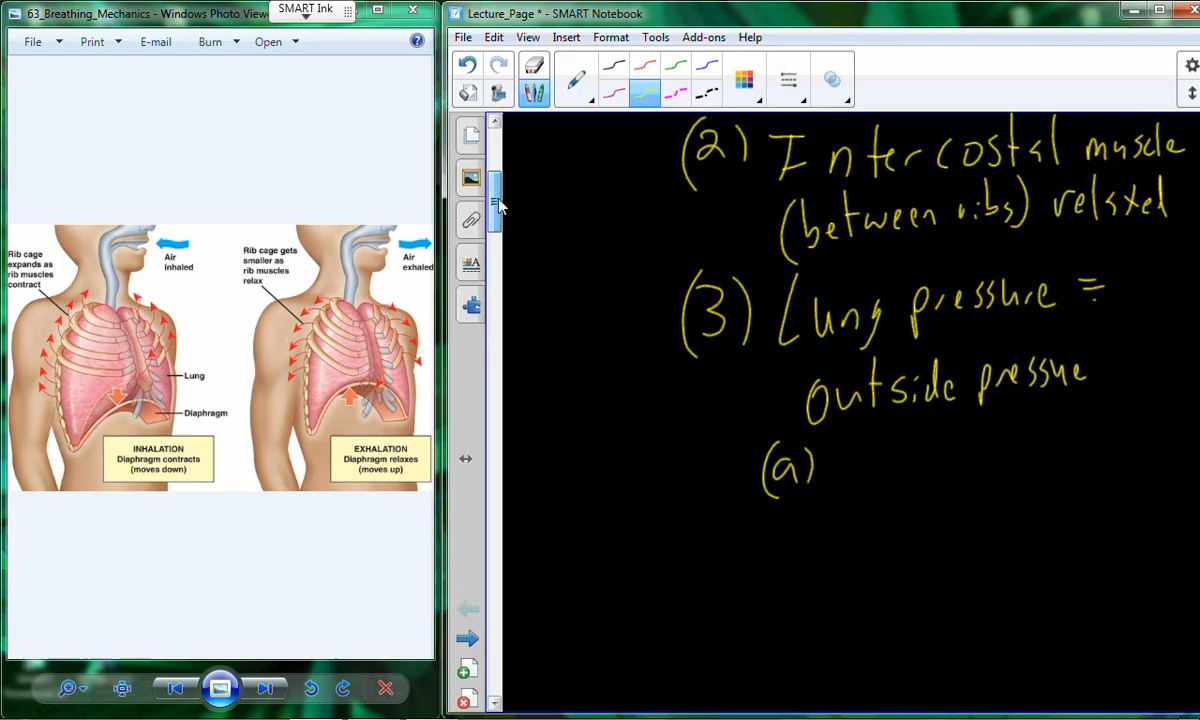 63_Breathing_Mechanics - Windows Photo View
SMART Ink
File Print E-mail Burn Open
Rib cage
expands as
rib muscles
contract
Air
inhaled
Rib cage gets
smaller as
rib muscles
relax
Air
exhaled
Lung
Diaphragm
INHALATION
Diaphragm contracts
(moves down)
EXHALATION
Diaphragm relaxes
(moves up)
Lecture_Page * - SMART Notebook
File Edit View Insert Format Tools Add-ons Help
(2) Intercostal muscle
(between ribs) relaxed
(3) Lung pressure =
outside pressure
(a)